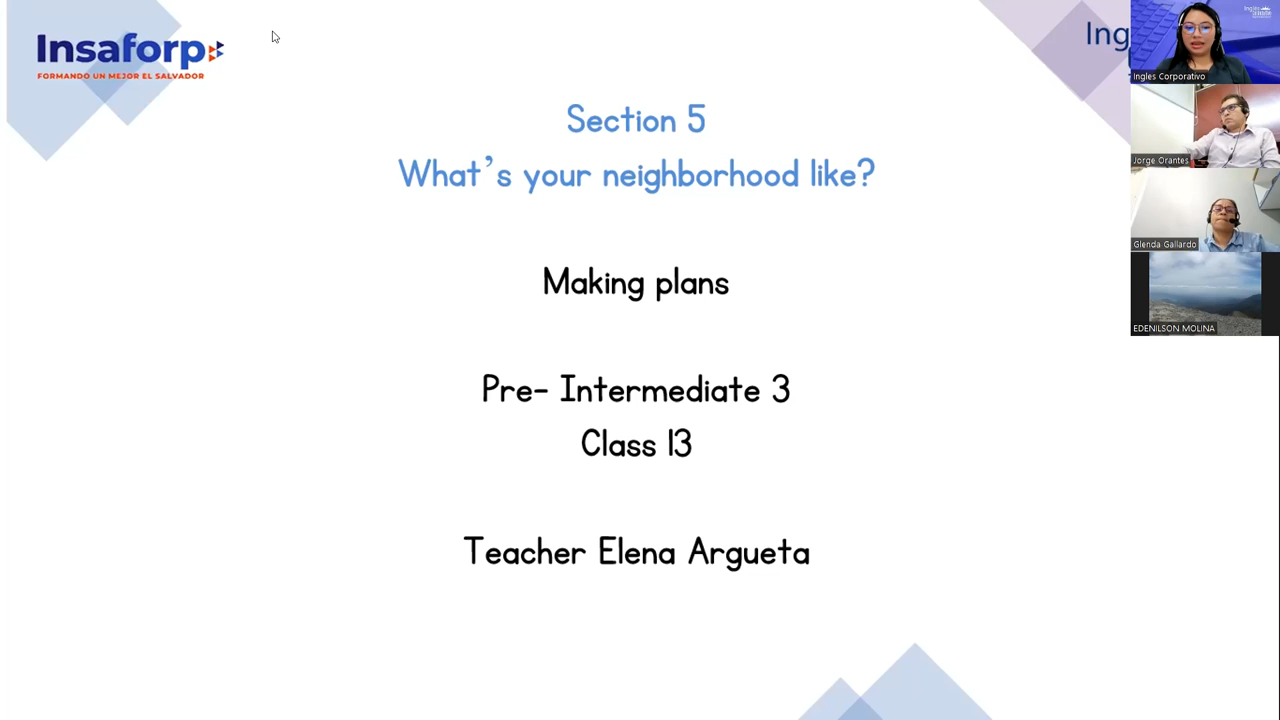 Insaforp
FORMANDO UN MEJOR EL SALVADOR
Ing
Section 5
What's your neighborhood like?
Making plans
Pre- Intermediate 3
Class 13
Teacher Elena Argueta
Ingles Corporativo
Jorge Orantes
Glenda Gallardo
EDENILSON MOLINA